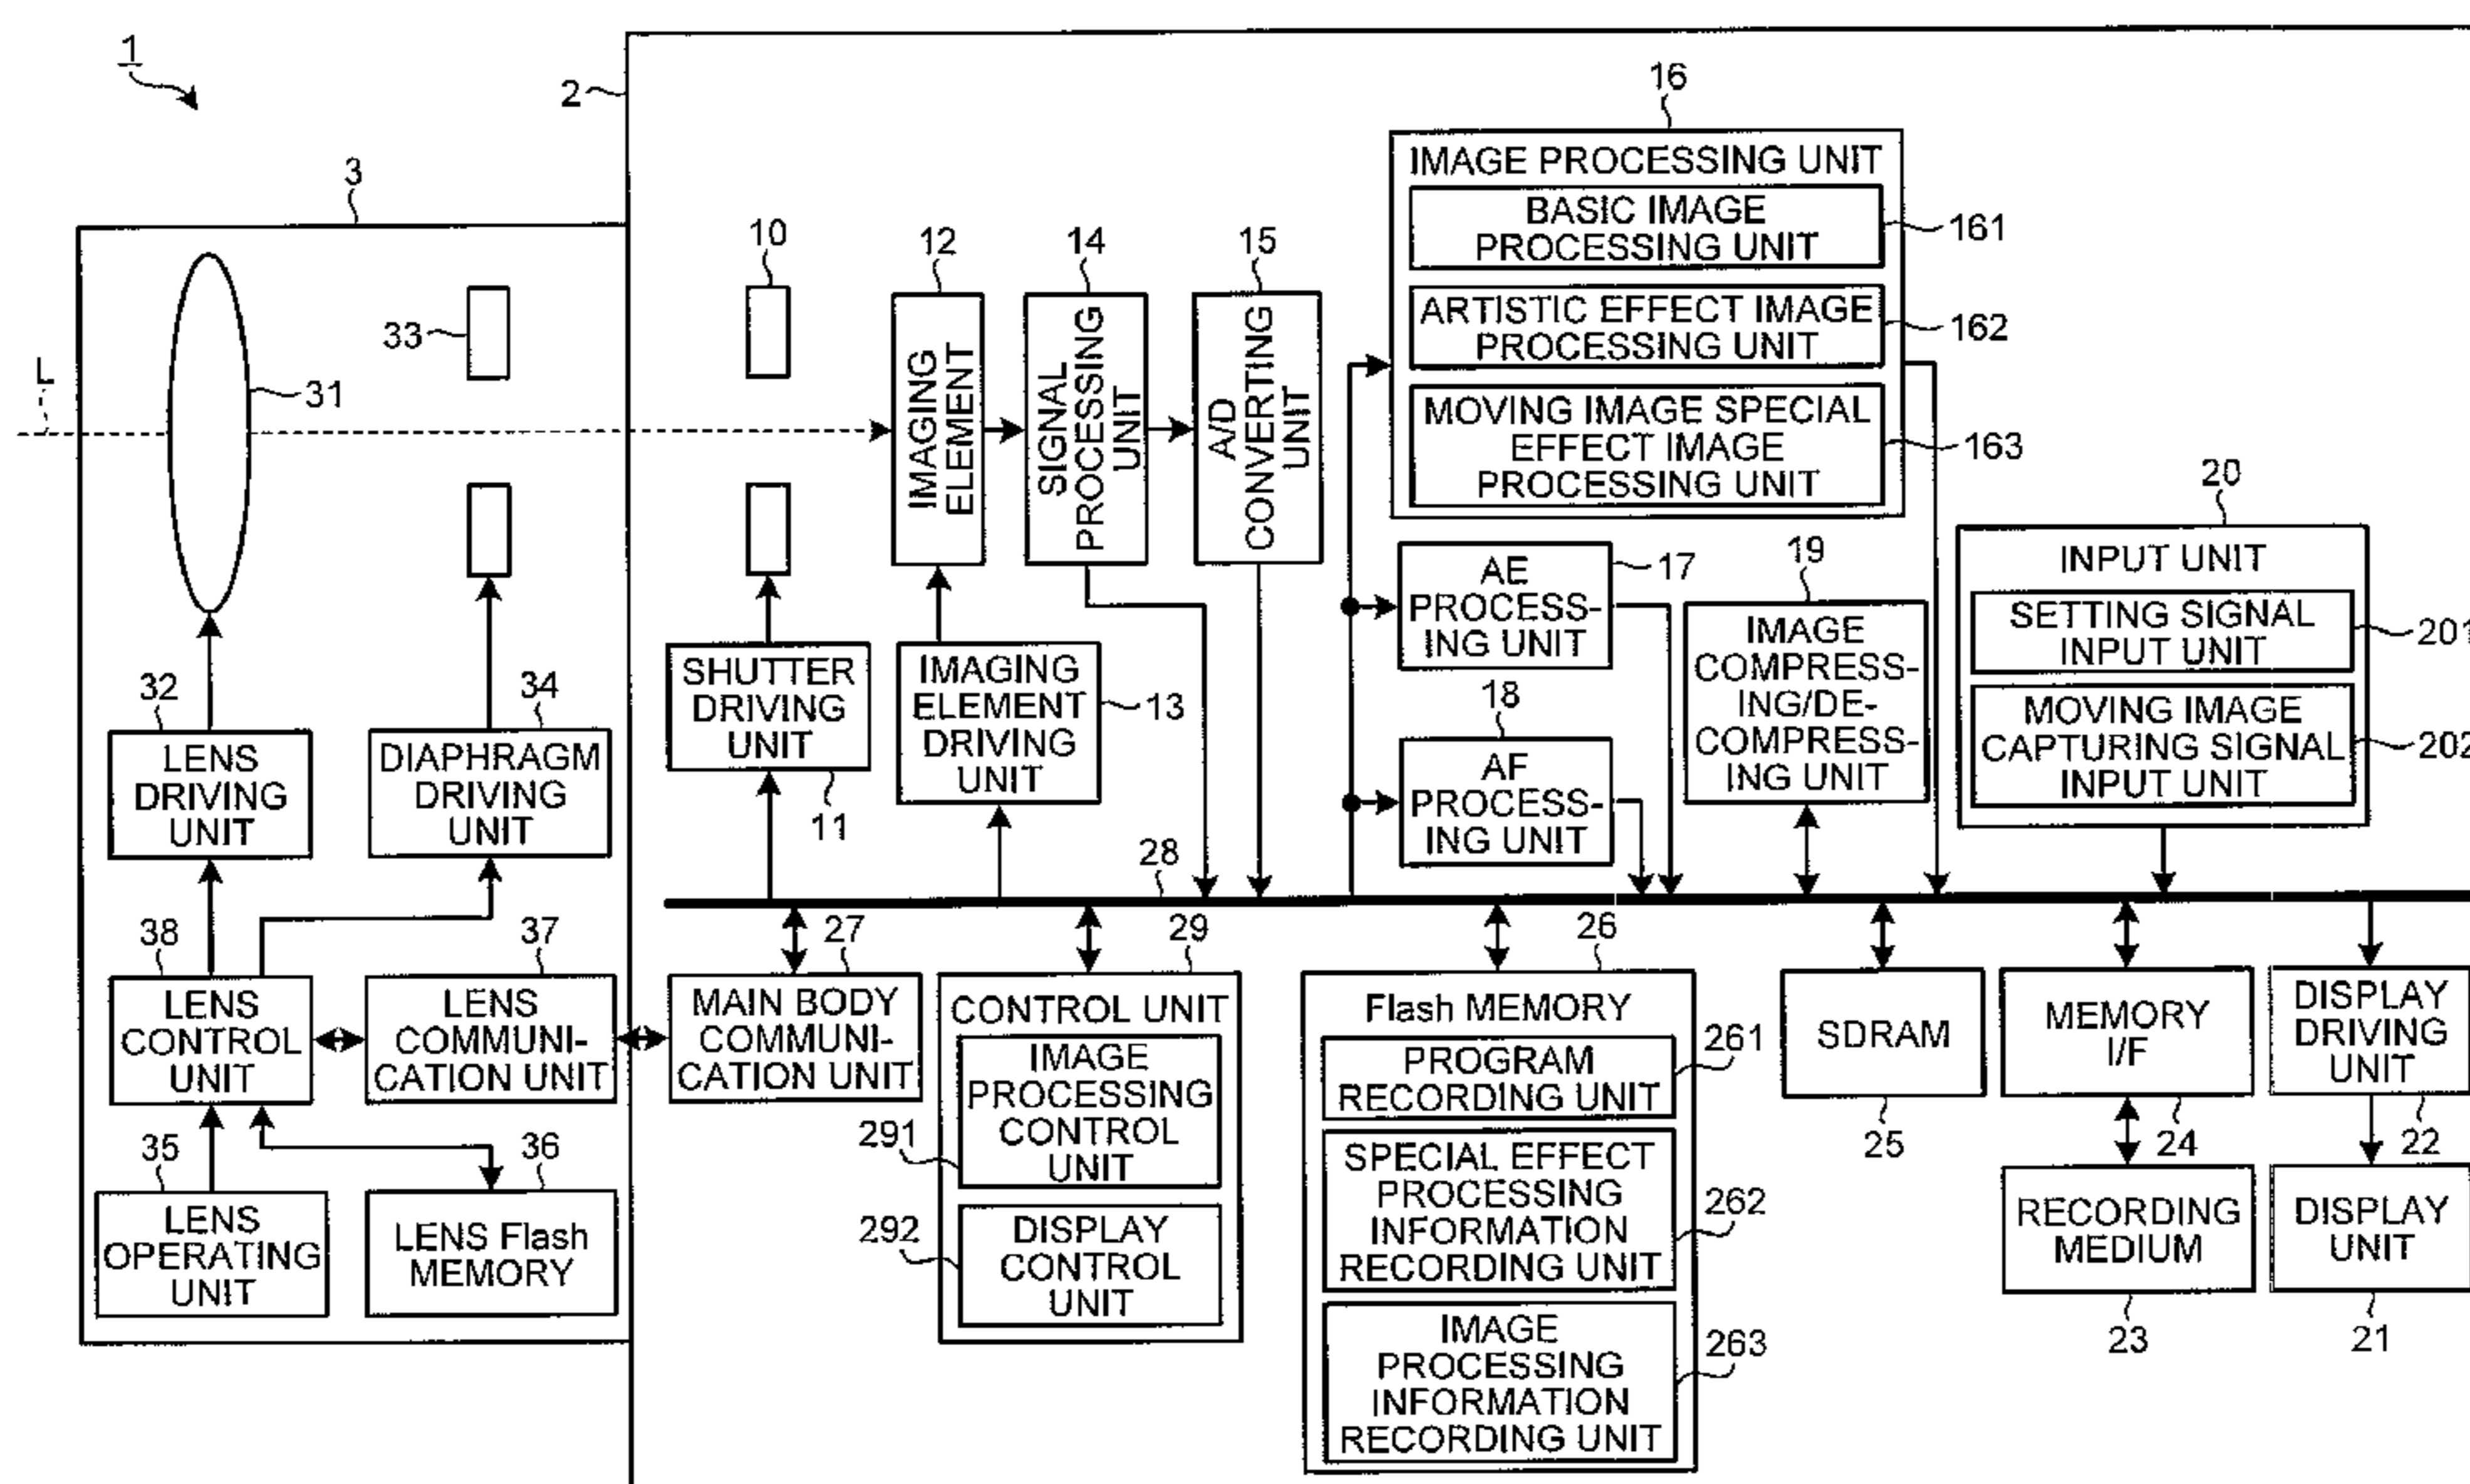 1
2
3
L
31
33
10
12
14
15
16
IMAGING
ELEMENT
SIGNAL
PROCESSING
UNIT
A/D
CONVERTING
UNIT
IMAGE PROCESSING UNIT
BASIC IMAGE
PROCESSING UNIT
161
ARTISTIC EFFECT IMAGE
PROCESSING UNIT
162
MOVING IMAGE SPECIAL
EFFECT IMAGE
PROCESSING UNIT
163
AE
PROCESS-
ING UNIT
17
18
AF
PROCESS-
ING UNIT
19
IMAGE
COMPRESS-
ING/DE-
COMPRESS-
ING UNIT
20
INPUT UNIT
SETTING SIGNAL
INPUT UNIT
201
MOVING IMAGE
CAPTURING SIGNAL
INPUT UNIT
202
32
LENS
DRIVING
UNIT
34
DIAPHRAGM
DRIVING
UNIT
SHUTTER
DRIVING
UNIT
11
IMAGING
ELEMENT
DRIVING
UNIT
13
28
38
LENS
CONTROL
UNIT
37
LENS
COMMUNI-
CATION UNIT
27
MAIN BODY
COMMUNI-
CATION UNIT
35
LENS
OPERATING
UNIT
36
LENS Flash
MEMORY
29
CONTROL UNIT
IMAGE
PROCESSING
CONTROL
UNIT
291
DISPLAY
CONTROL
UNIT
292
26
Flash MEMORY
PROGRAM
RECORDING UNIT
261
SPECIAL EFFECT
PROCESSING
INFORMATION
RECORDING UNIT
262
IMAGE
PROCESSING
INFORMATION
RECORDING UNIT
263
SDRAM
25
MEMORY
I/F
24
RECORDING
MEDIUM
23
DISPLAY
DRIVING
UNIT
22
DISPLAY
UNIT
21